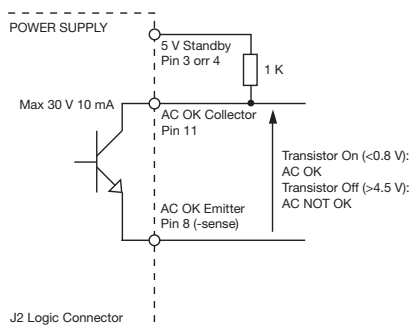 POWER SUPPLY
5 V Standby
Pin 3 orr 4
1 K
Max 30 V 10 mA
AC OK Collector
Pin 11
Transistor On (<0.8 V):
AC OK
Transistor Off (>4.5 V):
AC NOT OK
AC OK Emitter
Pin 8 (-sense)
J2 Logic Connector